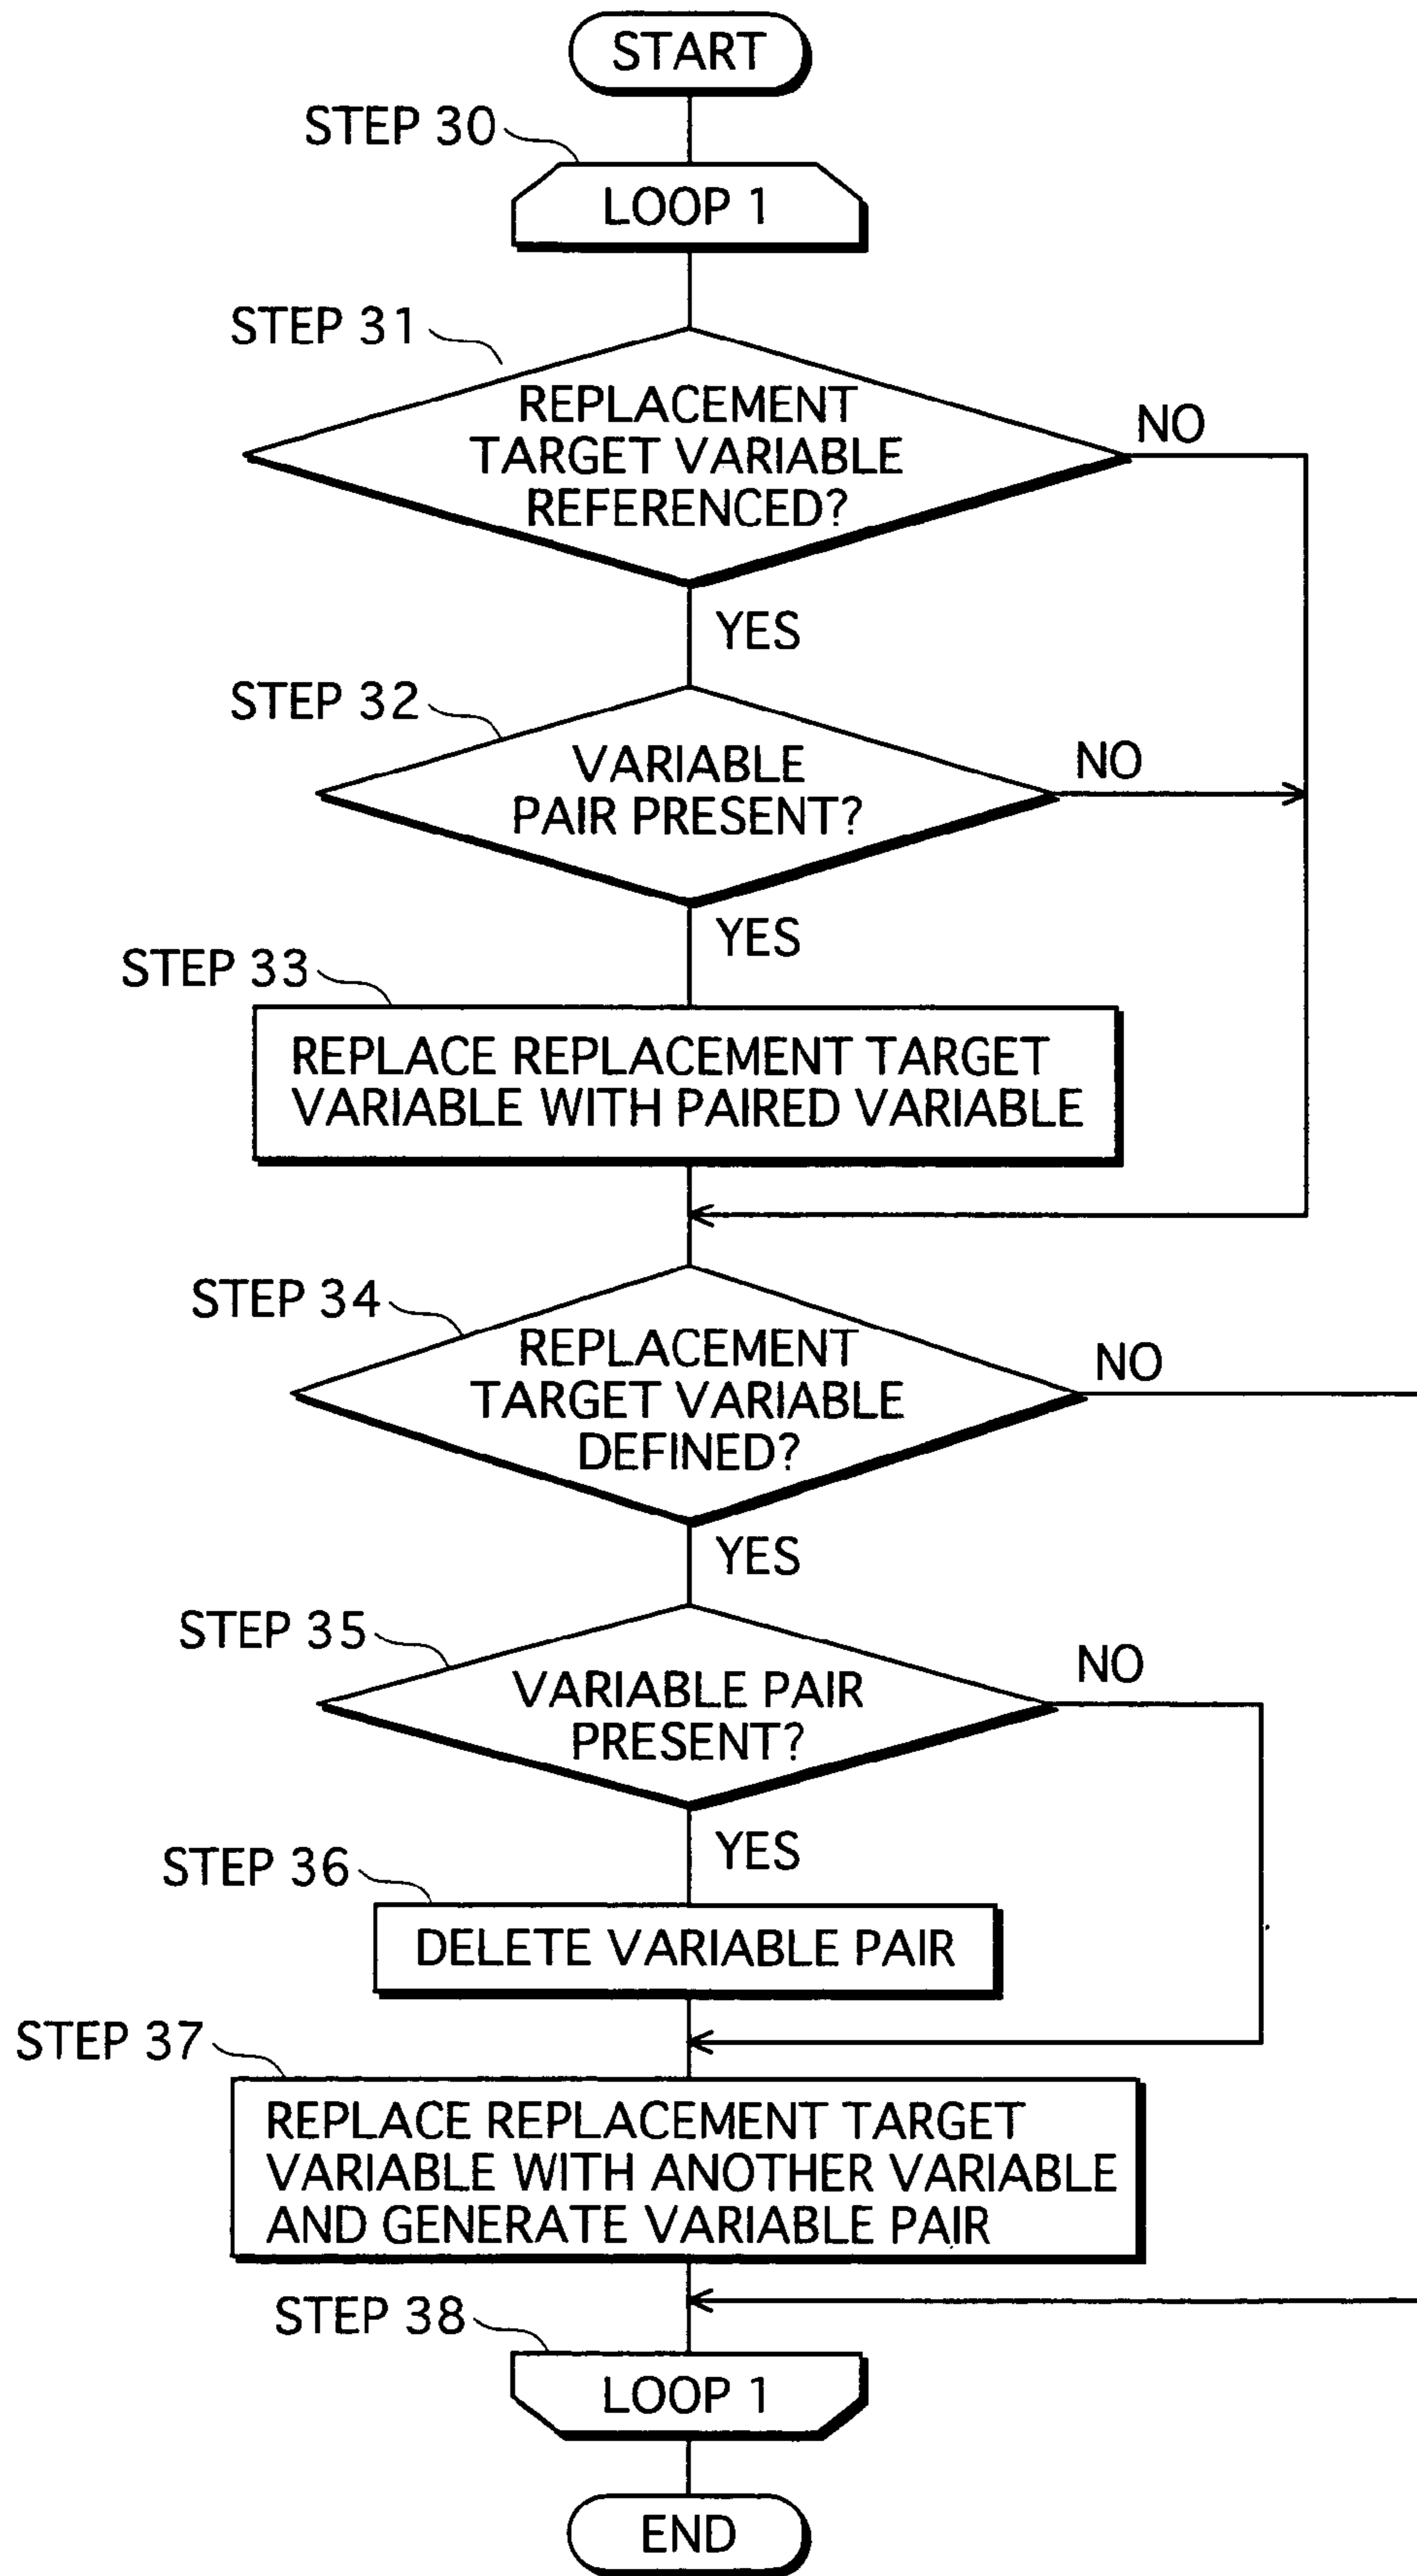 START
STEP 30
LOOP 1
STEP 31
REPLACEMENT
TARGET VARIABLE
REFERENCED?
NO
YES
STEP 32
VARIABLE
PAIR PRESENT?
NO
YES
STEP 33
REPLACE REPLACEMENT TARGET
VARIABLE WITH PAIRED VARIABLE
STEP 34
REPLACEMENT
TARGET VARIABLE
DEFINED?
NO
YES
STEP 35
VARIABLE PAIR
PRESENT?
NO
YES
STEP 36
DELETE VARIABLE PAIR
STEP 37
REPLACE REPLACEMENT TARGET
VARIABLE WITH ANOTHER VARIABLE
AND GENERATE VARIABLE PAIR
STEP 38
LOOP 1
END